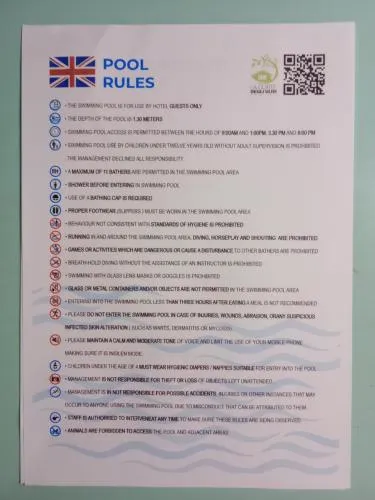 POOL
RULES
• THE SWIMMING POOL IS FOR USE BY HOTEL GUESTS ONLY
• THE DEPTH OF THE POOL IS 1.30 METERS
• SWIMMING POOL ACCESS IS PERMITTED BETWEEN THE HOURS OF 9:00AM AND 1:00PM, 3.30 PM AND 8:00 PM
• SWIMMING POOL USE BY CHILDREN UNDER TWELVE YEARS OLD WITHOUT ADULT SUPERVISION IS PROHIBITED
THE MANAGEMENT DECLINES ALL RESPONSIBILITY
• A MAXIMUM OF BATHERS ARE PERMITTED IN THE SWIMMING POOL AREA
• SHOWER BEFORE ENTERING IN SWIMMING POOL
• USE OF A BATHING CAP IS REQUIRED
• PROPER FOOTWEAR (SLIPPERS) MUST BE WORN IN THE SWIMMING POOL AREA
• BEHAVIOUR NOT CONSISTENT WITH STANDARDS OF HYGIENE IS PROHIBITED
• RUNNING IN AND AROUND THE SWIMMING POOL AREA, DIVING, HORSEPLAY AND SHOUTING ARE PROHIBITED
• GAMES OR ACTIVITIES WHICH ARE DANGEROUS OR CAUSE A DISTURBANCE TO OTHER BATHERS ARE PROHIBITED
• BREATH-HOLD DIVING WITHOUT THE ASSISTANCE OF AN INSTRUCTOR IS PROHIBITED
• SWIMMING WITH GLASS LENS MASKS OR GOGGLES IS PROHIBITED
• GLASS OR METAL CONTAINERS AND/OR OBJECTS ARE NOT PERMITTED IN THE SWIMMING POOL AREA
• ENTERING INTO THE SWIMMING POOL LESS THAN THREE HOURS AFTER EATING A MEAL IS NOT RECOMMENDED
• PLEASE DO NOT ENTER THE SWIMMING POOL IN CASE OF INJURIES, WOUNDS, ABRASION, OR ANY SUSPICIOUS
INFECTED SKIN ALTERATION ( SUCH AS WARTS, DERMATITIS OR MYCOSIS)
• PLEASE MAINTAIN A CALM AND MODERATE TONE OF VOICE AND LIMIT THE USE OF YOUR MOBILE PHONE
MAKING SURE IT IS IN SILENT MODE
• CHILDREN UNDER THE AGE OF 4 MUST WEAR HYGIENIC DIAPERS / NAPPIES SUITABLE FOR ENTRY INTO THE POOL
• MANAGEMENT IS NOT RESPONSIBLE FOR THEFT OR LOSS OF OBJECTS LEFT UNATTENDED
• MANAGEMENT IS NOT RESPONSIBLE FOR POSSIBLE ACCIDENTS, INJURIES OR OTHER INSTANCES THAT MAY
OCCUR TO ANYONE USING THE SWIMMING POOL DUE TO MISCONDUCT THAT CAN BE ATTRIBUTED TO THEM
• STAFF IS AUTHORISED TO INTERVENE AT ANY TIME TO MAKE SURE THESE RULES ARE BEING OBSERVED
• ANIMALS ARE FORBIDDEN TO ACCESS THE POOL AND ADJACENT AREAS